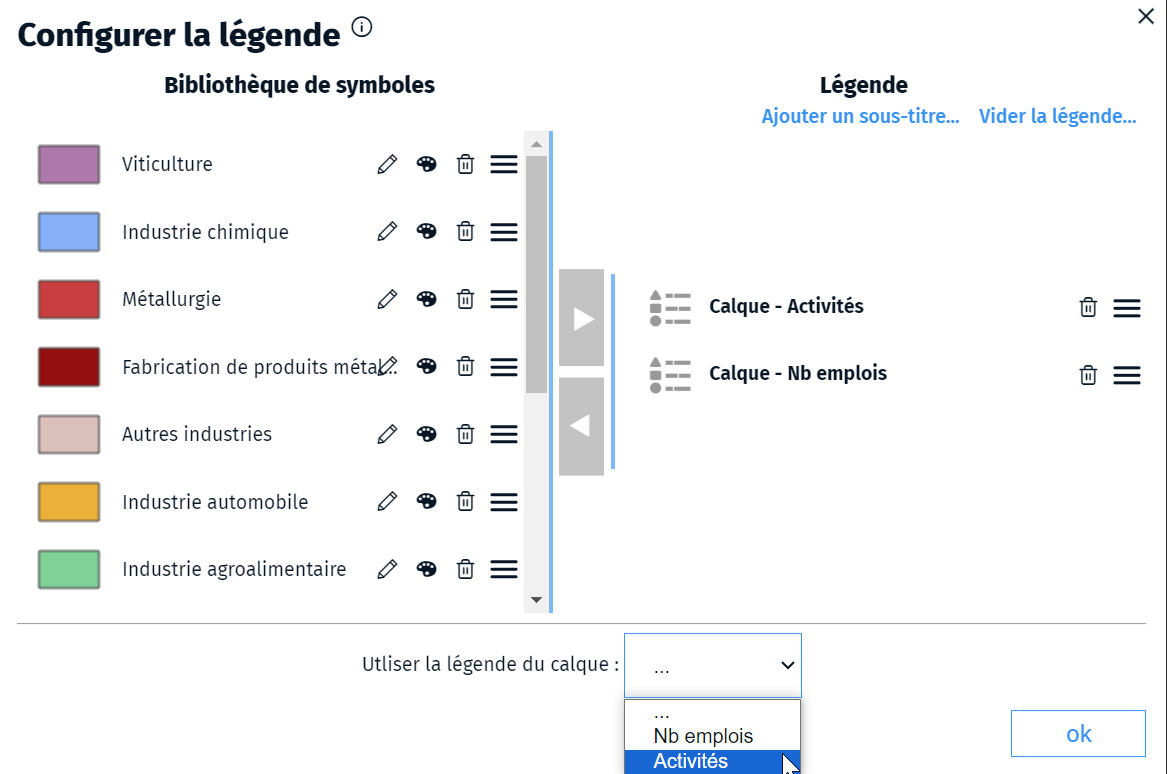 Configurer la légende
Bibliothèque de symboles
Viticulture
Industrie chimique
Métallurgie
Fabrication de produits métal...
Autres industries
Industrie automobile
Industrie agroalimentaire
Légende
Ajouter un sous-titre... Vider la légende...
Calque - Activités
Calque - Nb emplois
Utliser la légende du calque : ...
...
Nb emplois
Activités
ok